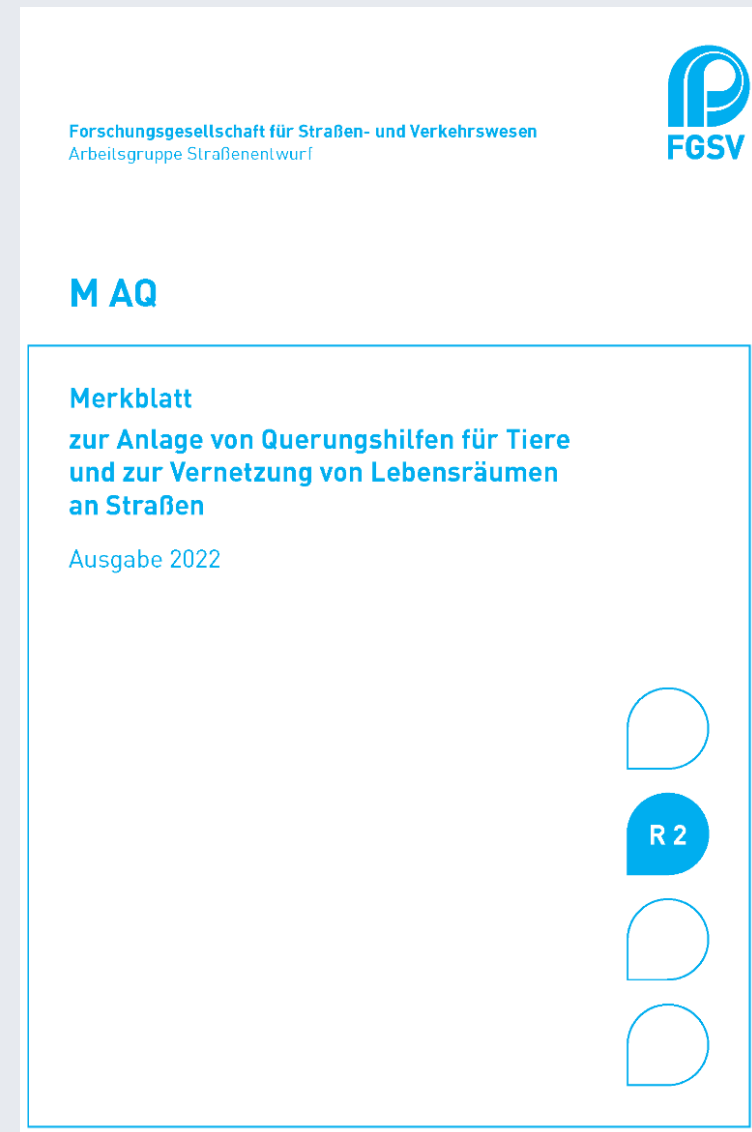 Forschungsgesellschaft für Straßen- und Verkehrswesen
Arbeitsgruppe Straßenentwurf
FGSV
M AQ
Merkblatt
zur Anlage von Querungshilfen für Tiere
und zur Vernetzung von Lebensräumen
an Straßen
Ausgabe 2022
R 2